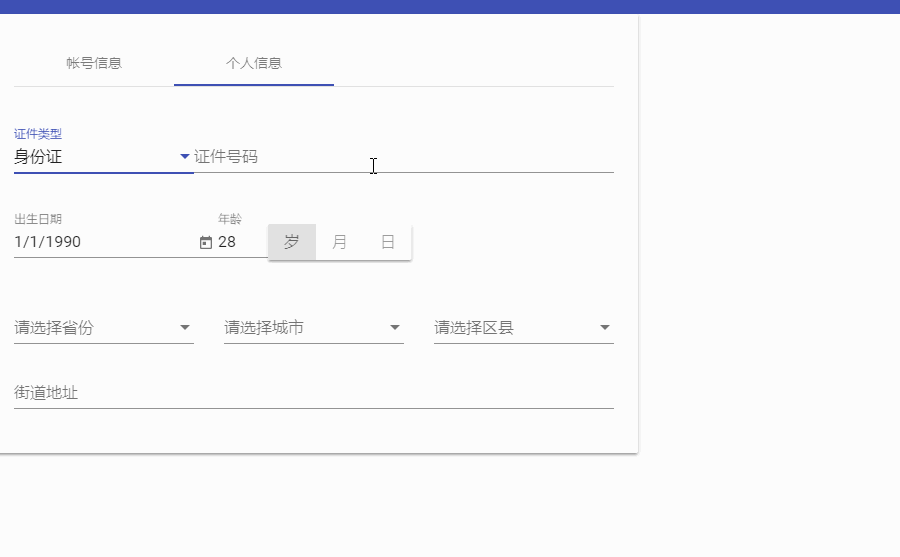 帐号信息 个人信息
证件类型
身份证 证件号码
出生日期 年龄
1/1/1990 28 岁 月 日
请选择省份 请选择城市 请选择区县
街道地址